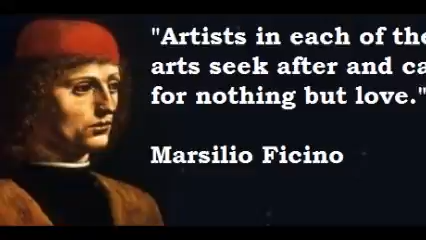 "Artists in each of the
arts seek after and ca
for nothing but love."
Marsilio Ficino